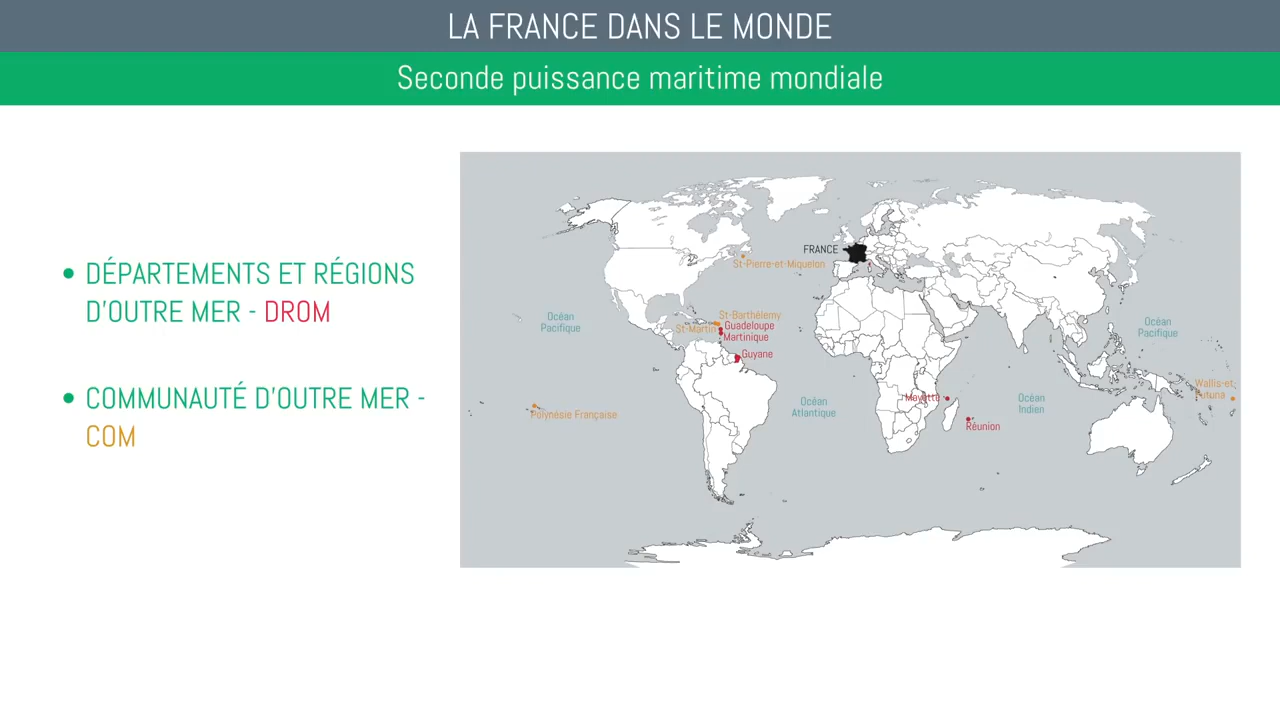 LA FRANCE DANS LE MONDE
Seconde puissance maritime mondiale
• DÉPARTEMENTS ET RÉGIONS
D'OUTRE MER - DROM
• COMMUNAUTÉ D'OUTRE MER -
COM
FRANCE
St-Pierre-et-Miquelon
St-Barthélemy
St-Martin
Guadeloupe
Martinique
Guyane
Océan
Pacifique
Océan
Pacifique
Polynésie Française
Océan
Atlantique
Mayotte
Océan
Indien
Réunion
Wallis-et-
Futuna